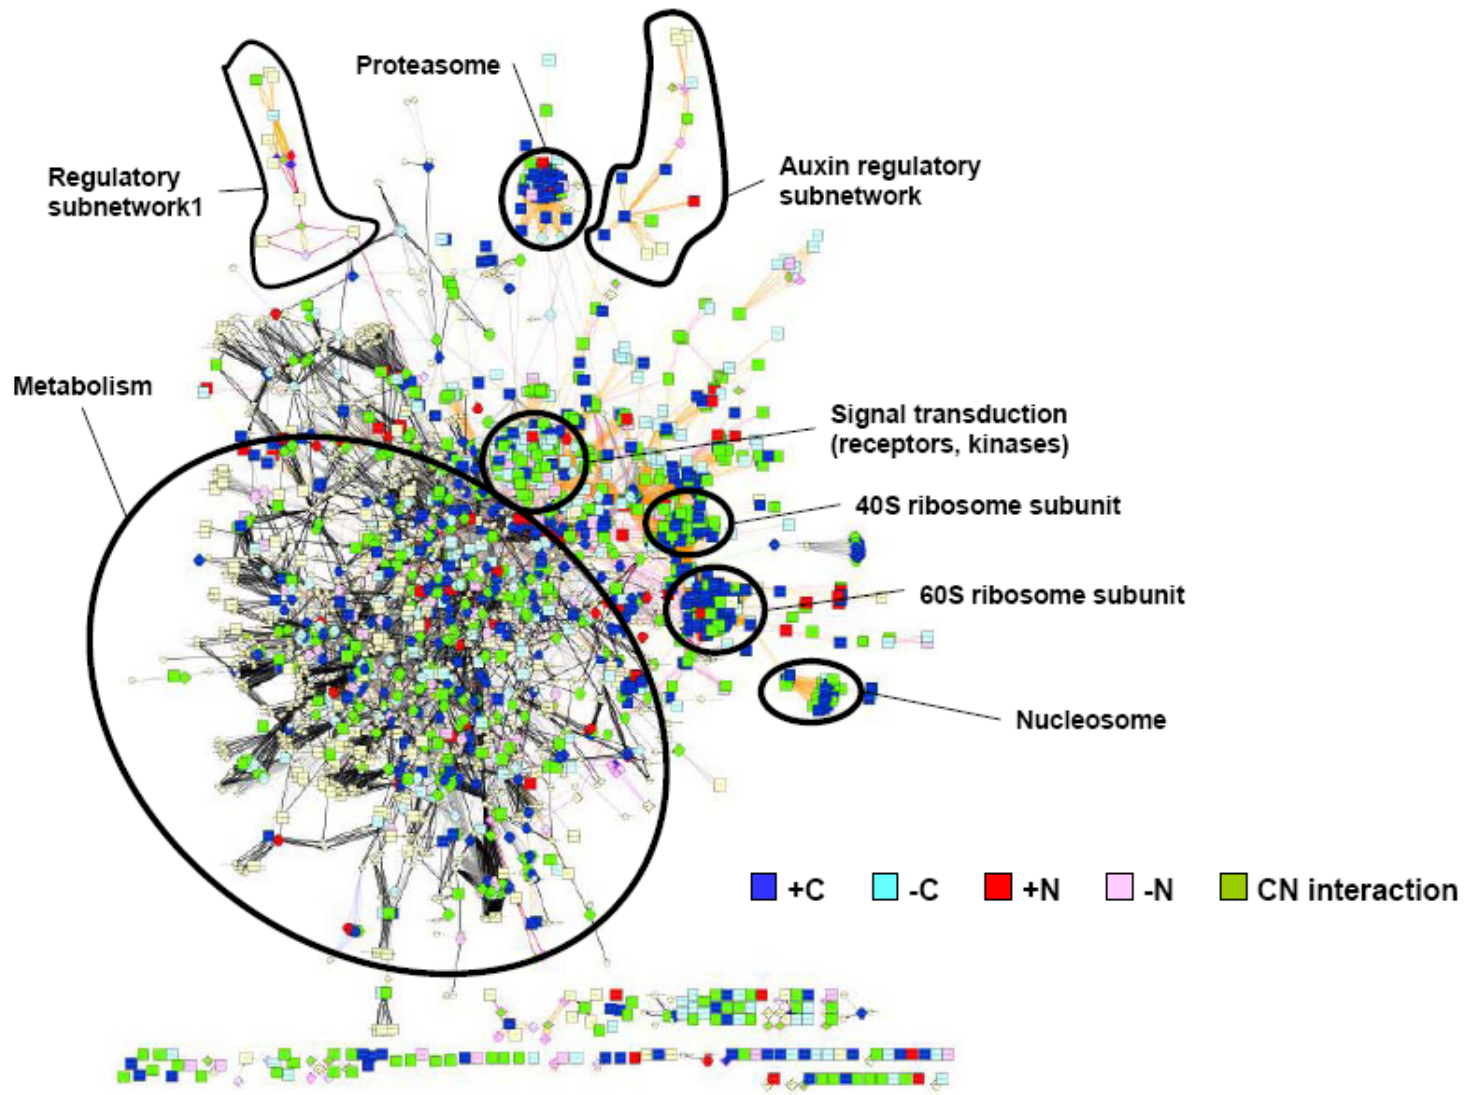 Proteasome
Regulatory
subnetwork1
Auxin regulatory
subnetwork
Metabolism
Signal transduction
(receptors, kinases)
40S ribosome subunit
60S ribosome subunit
Nucleosome
+C -C +N -N CN interaction